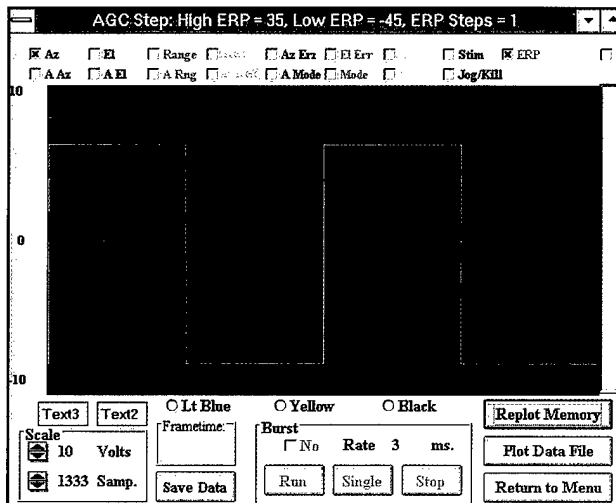 AGC Step: High ERP = 35, Low ERP = -45, ERP Steps = 1
Az El Range Az Err El Err Stim ERP
A Az A El A Rng A Mode Mode Jog/Kill
10
0
-10
Text3 Text2 Lt Blue Yellow Black Replot Memory
Scale Frametime: Burst
10 Volts No Rate 3 ms. Plot Data File
1333 Samp. Save Data Run Single Stop Return to Menu